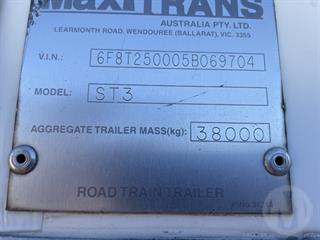 MaxiTRANS
AUSTRALIA PTY. LTD.
LEARMONTH ROAD, WENDOUREE (BALLARAT), VIC. 3355
V.I.N.: 6F8T250005B069704
MODEL: ST3
AGGREGATE TRAILER MASS(kg): 38000
ROAD TRAIN TRAILER